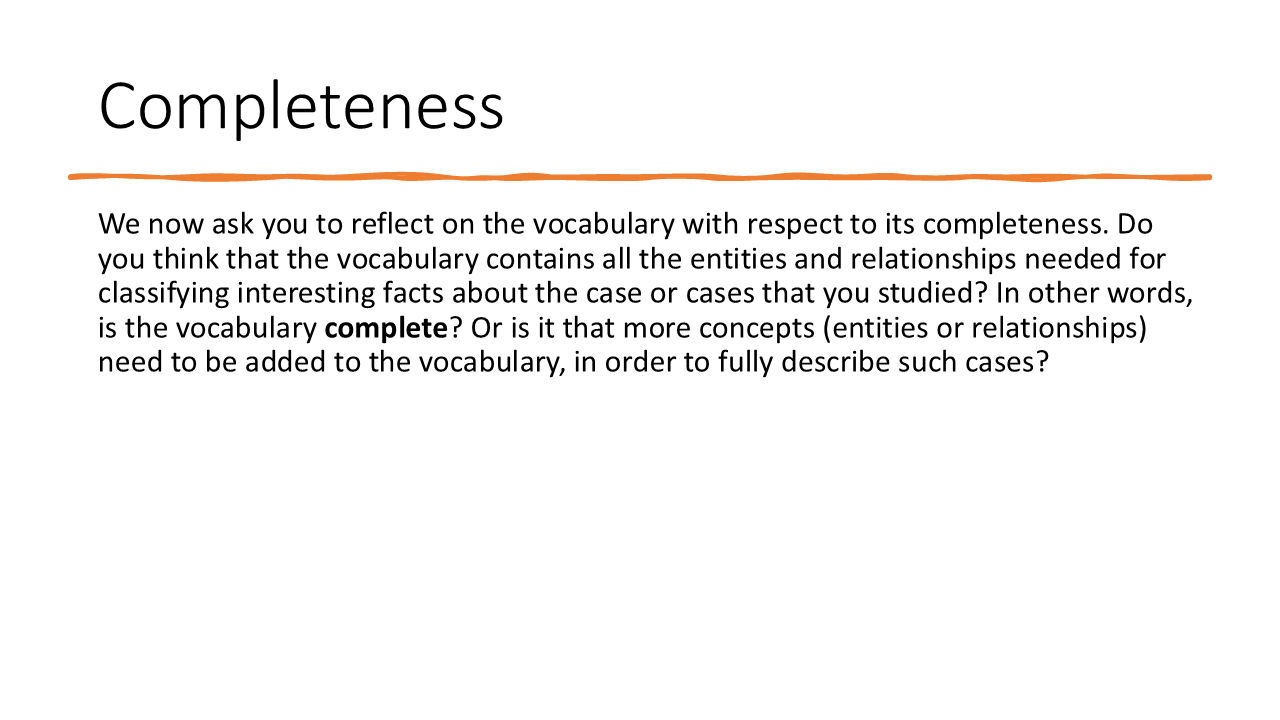 Completeness
We now ask you to reflect on the vocabulary with respect to its completeness. Do
you think that the vocabulary contains all the entities and relationships needed for
classifying interesting facts about the case or cases that you studied? In other words,
is the vocabulary complete? Or is it that more concepts (entities or relationships)
need to be added to the vocabulary, in order to fully describe such cases?